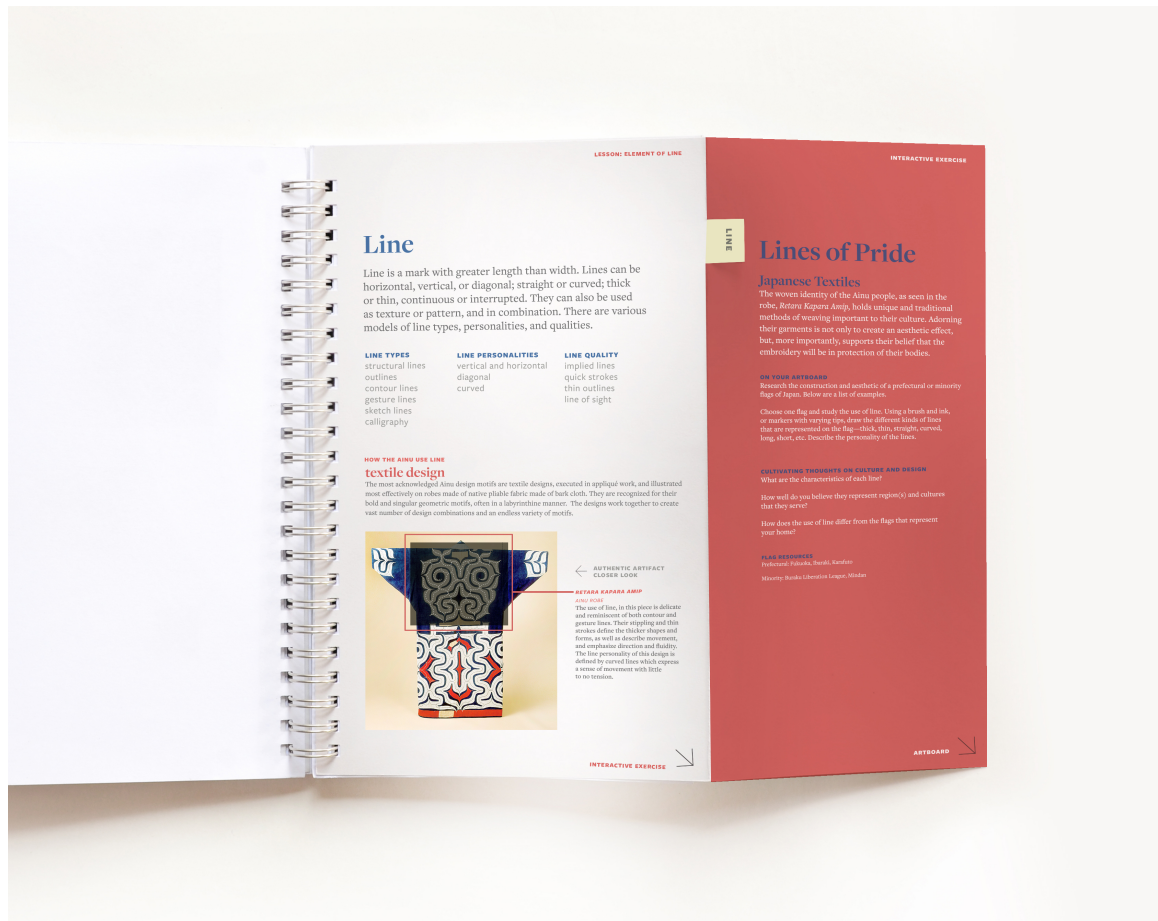 LESSON: ELEMENT OF LINE
Line
Line is a mark with greater length than width. Lines can be
horizontal, vertical, or diagonal; straight or curved; thick
or thin, continuous or interrupted. They can also be used
as texture or pattern, and in combination. There are various
models of line types, personalities, and qualities.
LINE TYPES
structural lines
outlines
contour lines
gesture lines
sketch lines
calligraphy
LINE PERSONALITIES
vertical and horizontal
diagonal
curved
LINE QUALITY
implied lines
quick strokes
thin outlines
line of sight
HOW THE AINU USE LINE
textile design
The most acknowledged Ainu design motifs are textile designs, executed in appliqué work, and illustrated
most effectively on robes made of native pliable fabric made of bark cloth. They are recognized for their
bold and singular geometric motifs, often in a labyrinthine manner. The designs work together to create
vast number of design combinations and an endless variety of motifs.
AUTHENTIC ARTIFACT
CLOSER LOOK
RETARA KAPARA AMIP
AINU ROBE
The use of line, in this piece is delicate
and reminiscent of both contour and
gesture lines. Their stippling and thin
strokes define the thicker shapes and
forms, as well as describe movement,
and emphasize direction and fluidity.
The line personality of this design is
defined by curved lines which express
a sense of movement with little
to no tension.
INTERACTIVE EXERCISE
INTERACTIVE EXERCISE
LINE
Lines of Pride
Japanese Textiles
The woven identity of the Ainu people, as seen in the
robe, Retara Kapara Amip, holds unique and traditional
methods of weaving important to their culture. Adorning
their garments is not only to create an aesthetic effect,
but, more importantly, supports their belief that the
embroidery will be in protection of their bodies.
ON YOUR ARTBOARD
Research the construction and aesthetic of a prefectural or minority
flags of Japan. Below are a list of examples.
Choose one flag and study the use of line. Using a brush and ink,
or markers with varying tips, draw the different kinds of lines
that are represented on the flag—thick, thin, straight, curved,
long, short, etc. Describe the personality of the lines.
CULTIVATING THOUGHTS ON CULTURE AND DESIGN
What are the characteristics of each line?
How well do you believe they represent region(s) and cultures
that they serve?
How does the use of line differ from the flags that represent
your home?
FLAG RESOURCES
Prefectural: Fukuoka, Ibaraki, Karafuto
Minority: Buraku Liberation League, Mindan
ARTBOARD